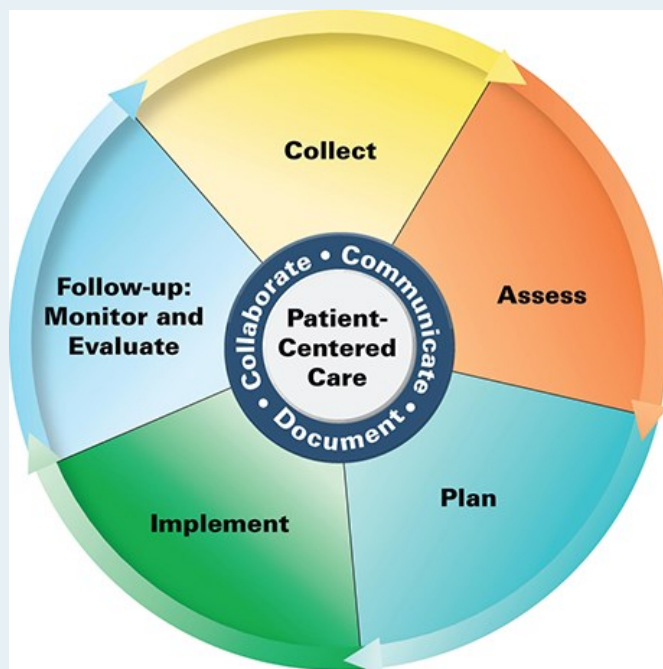 Collect
Assess
Plan
Implement
Follow-up:
Monitor and
Evaluate
Collaborate • Communicate
• Document •
Patient-
Centered
Care